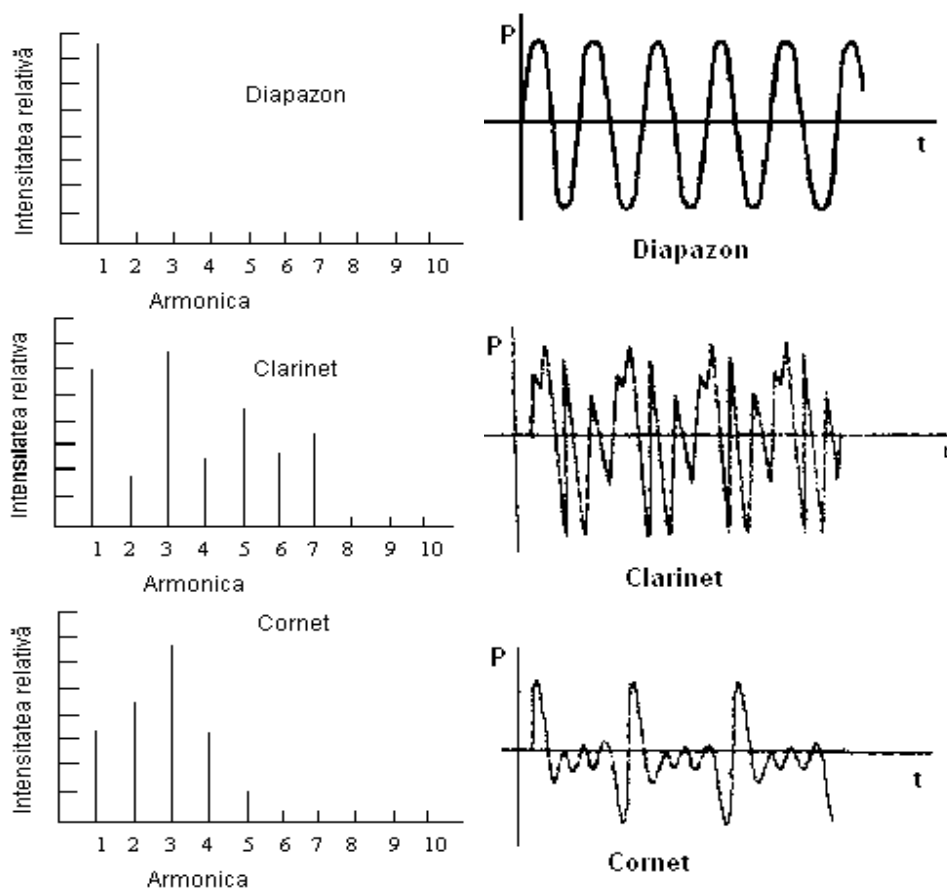 Intensitatea relativă
Diapazon
1 2 3 4 5 6 7 8 9 10
Armonica
P
t
Diapazon
Intensitatea relativa
Clarinet
1 2 3 4 5 6 7 8 9 10
Armonica
P
Clarinet
Intensitatea relativă
Cornet
1 2 3 4 5 6 7 8 9 10
Armonica
P
t
Cornet